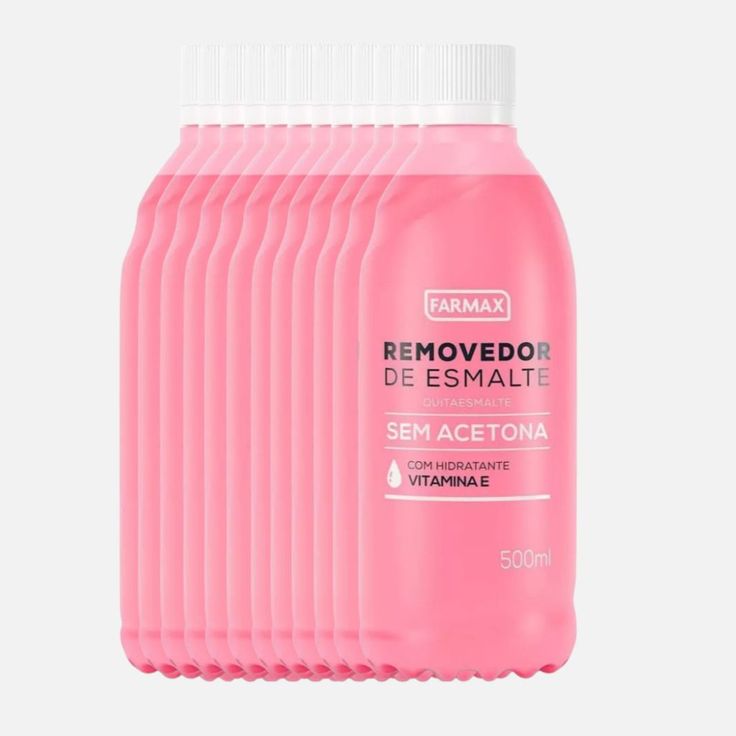 FARMAX
REMOVEDOR
DE ESMALTE
QUITAESMALTE
SEM ACETONA
COM HIDRATANTE
VITAMINA E
500ml